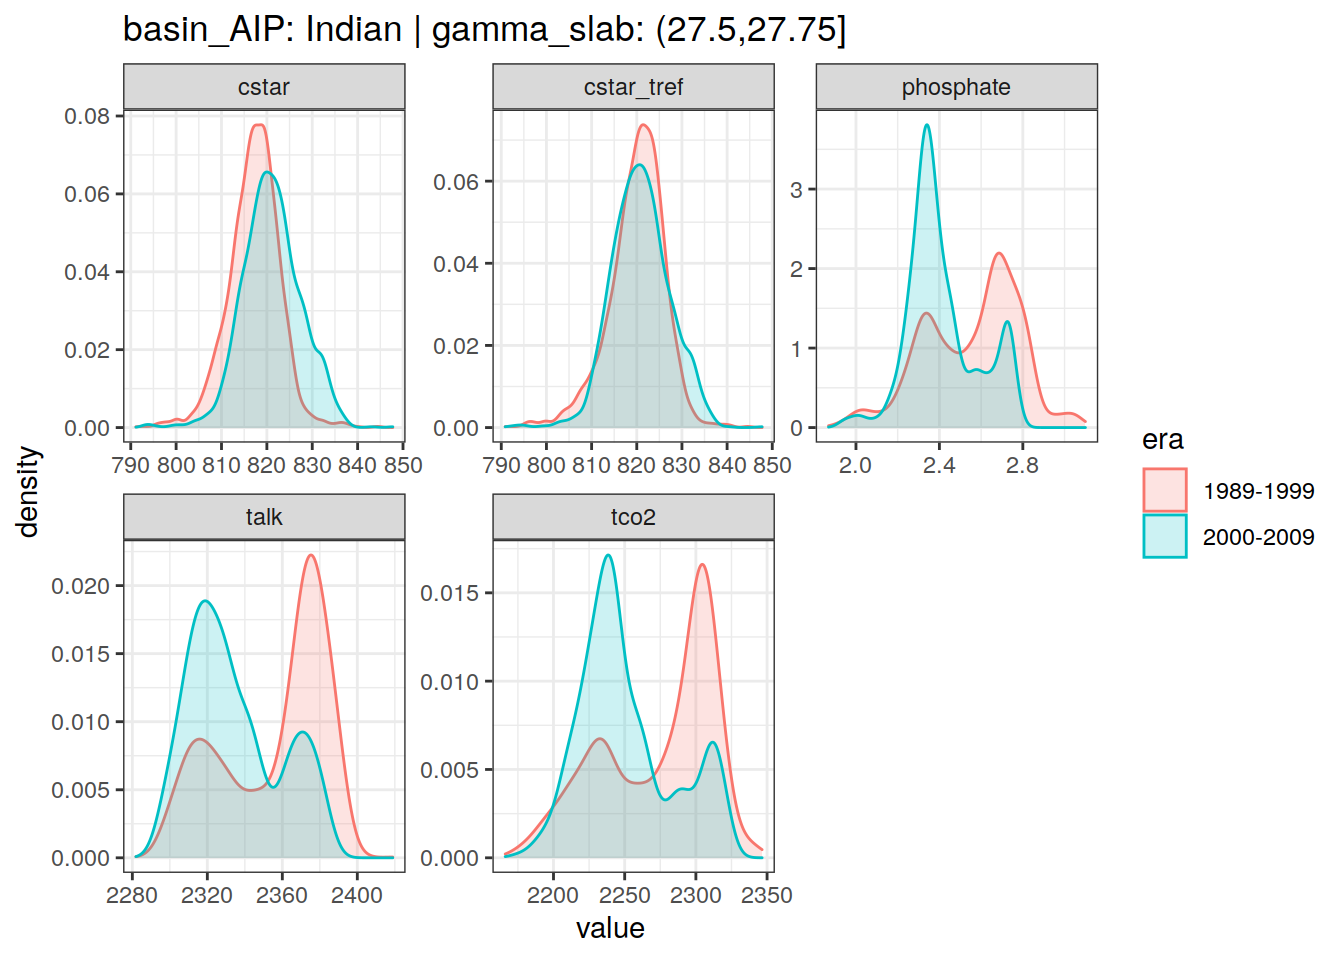 basin_AIP: Indian | gamma_slab: (27.5,27.75]
cstar
cstar_tref
phosphate
0.08
0.06
0.04
0.02
0.00
790 800 810 820 830 840 850
0.06
0.04
0.02
0.00
790 800 810 820 830 840 850
3
2
1
0
2.0 2.4 2.8
talk
tco2
0.020
0.015
0.010
0.005
0.000
2280 2320 2360 2400
0.015
0.010
0.005
0.000
2200 2250 2300 2350
density
value
era
1989-1999
2000-2009